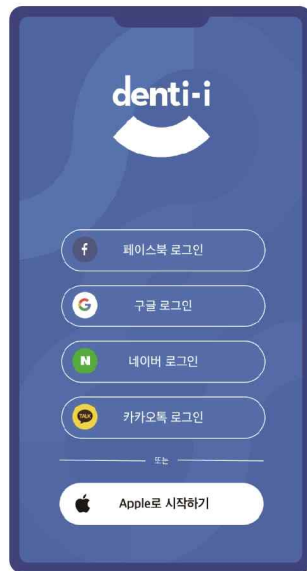 denti-i
f 페이스북 로그인
G 구글 로그인
N 네이버 로그인
TALK 카카오톡 로그인
또는
Apple로 시작하기